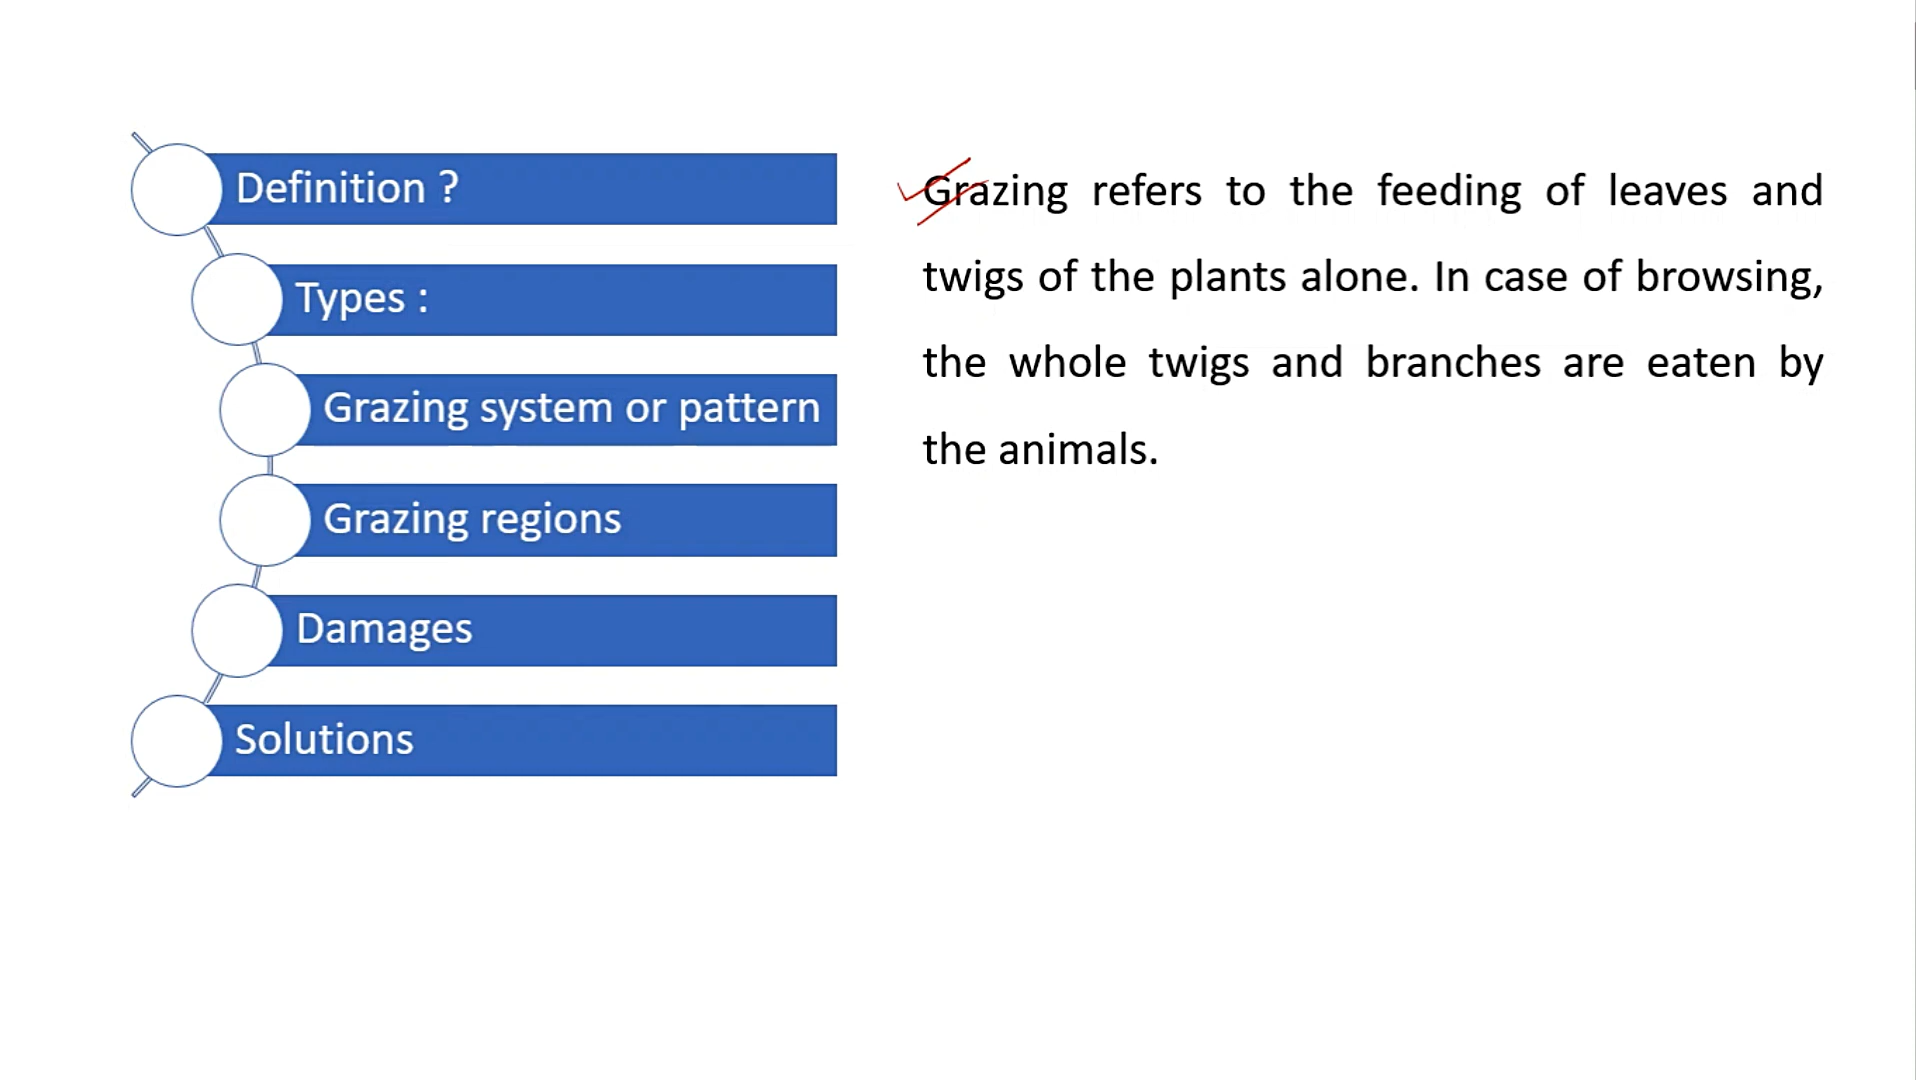 Definition ?
Types :
Grazing system or pattern
Grazing regions
Damages
Solutions
Grazing refers to the feeding of leaves and
twigs of the plants alone. In case of browsing,
the whole twigs and branches are eaten by
the animals.